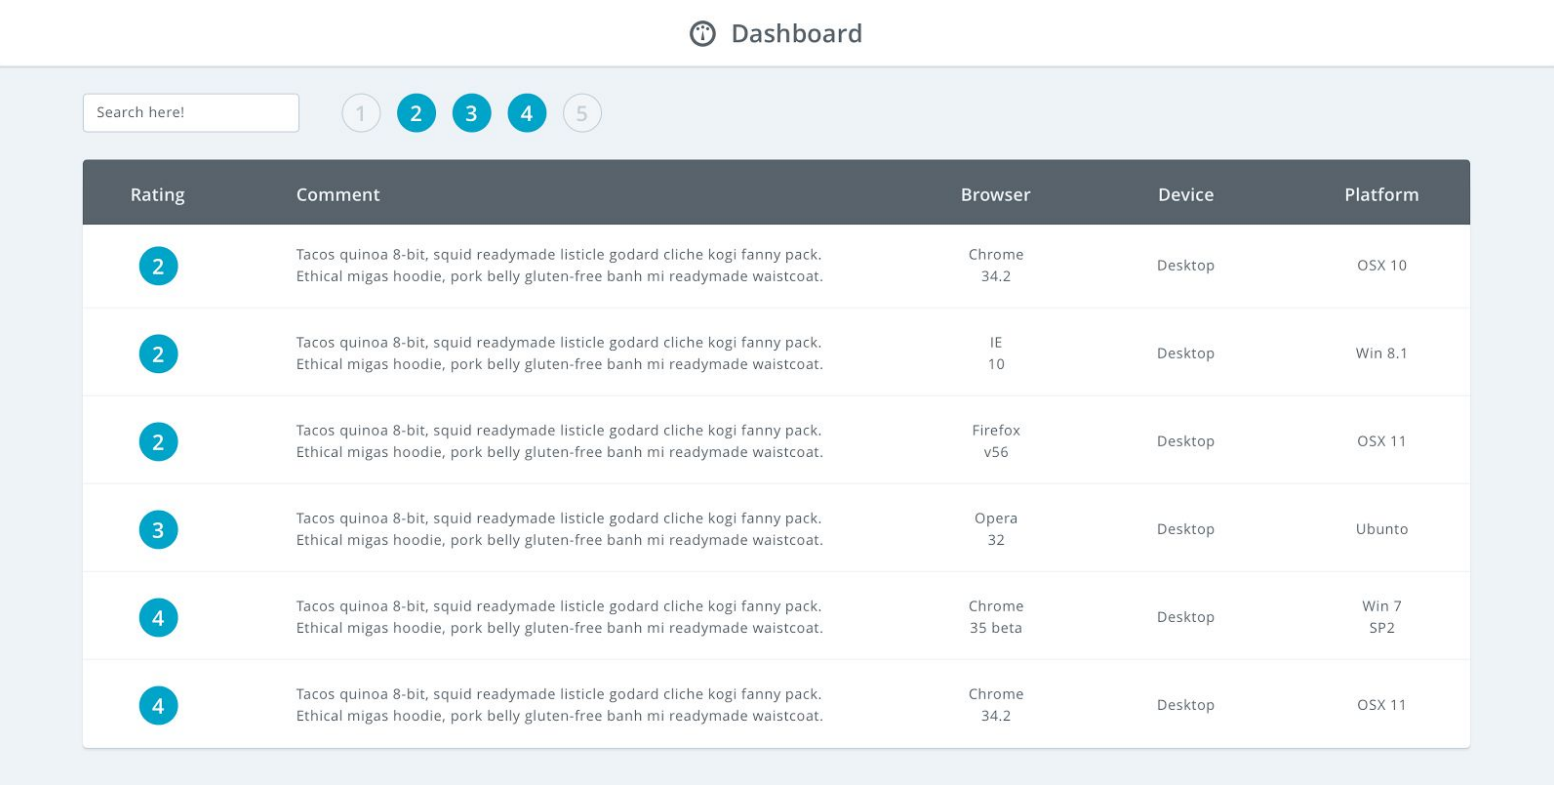 Dashboard
Search here!
1 2 3 4 5
Rating Comment Browser Device Platform
2 Tacos quinoa 8-bit, squid readymade listicle godard cliche kogi fanny pack. Chrome Desktop OSX 10
Ethical migas hoodie, pork belly gluten-free banh mi readymade waistcoat. 34.2
2 Tacos quinoa 8-bit, squid readymade listicle godard cliche kogi fanny pack. IE Desktop Win 8.1
Ethical migas hoodie, pork belly gluten-free banh mi readymade waistcoat. 10
2 Tacos quinoa 8-bit, squid readymade listicle godard cliche kogi fanny pack. Firefox Desktop OSX 11
Ethical migas hoodie, pork belly gluten-free banh mi readymade waistcoat. v56
3 Tacos quinoa 8-bit, squid readymade listicle godard cliche kogi fanny pack. Opera Desktop Ubunto
Ethical migas hoodie, pork belly gluten-free banh mi readymade waistcoat. 32
4 Tacos quinoa 8-bit, squid readymade listicle godard cliche kogi fanny pack. Chrome Desktop Win 7
Ethical migas hoodie, pork belly gluten-free banh mi readymade waistcoat. 35 beta SP2
4 Tacos quinoa 8-bit, squid readymade listicle godard cliche kogi fanny pack. Chrome Desktop OSX 11
Ethical migas hoodie, pork belly gluten-free banh mi readymade waistcoat. 34.2